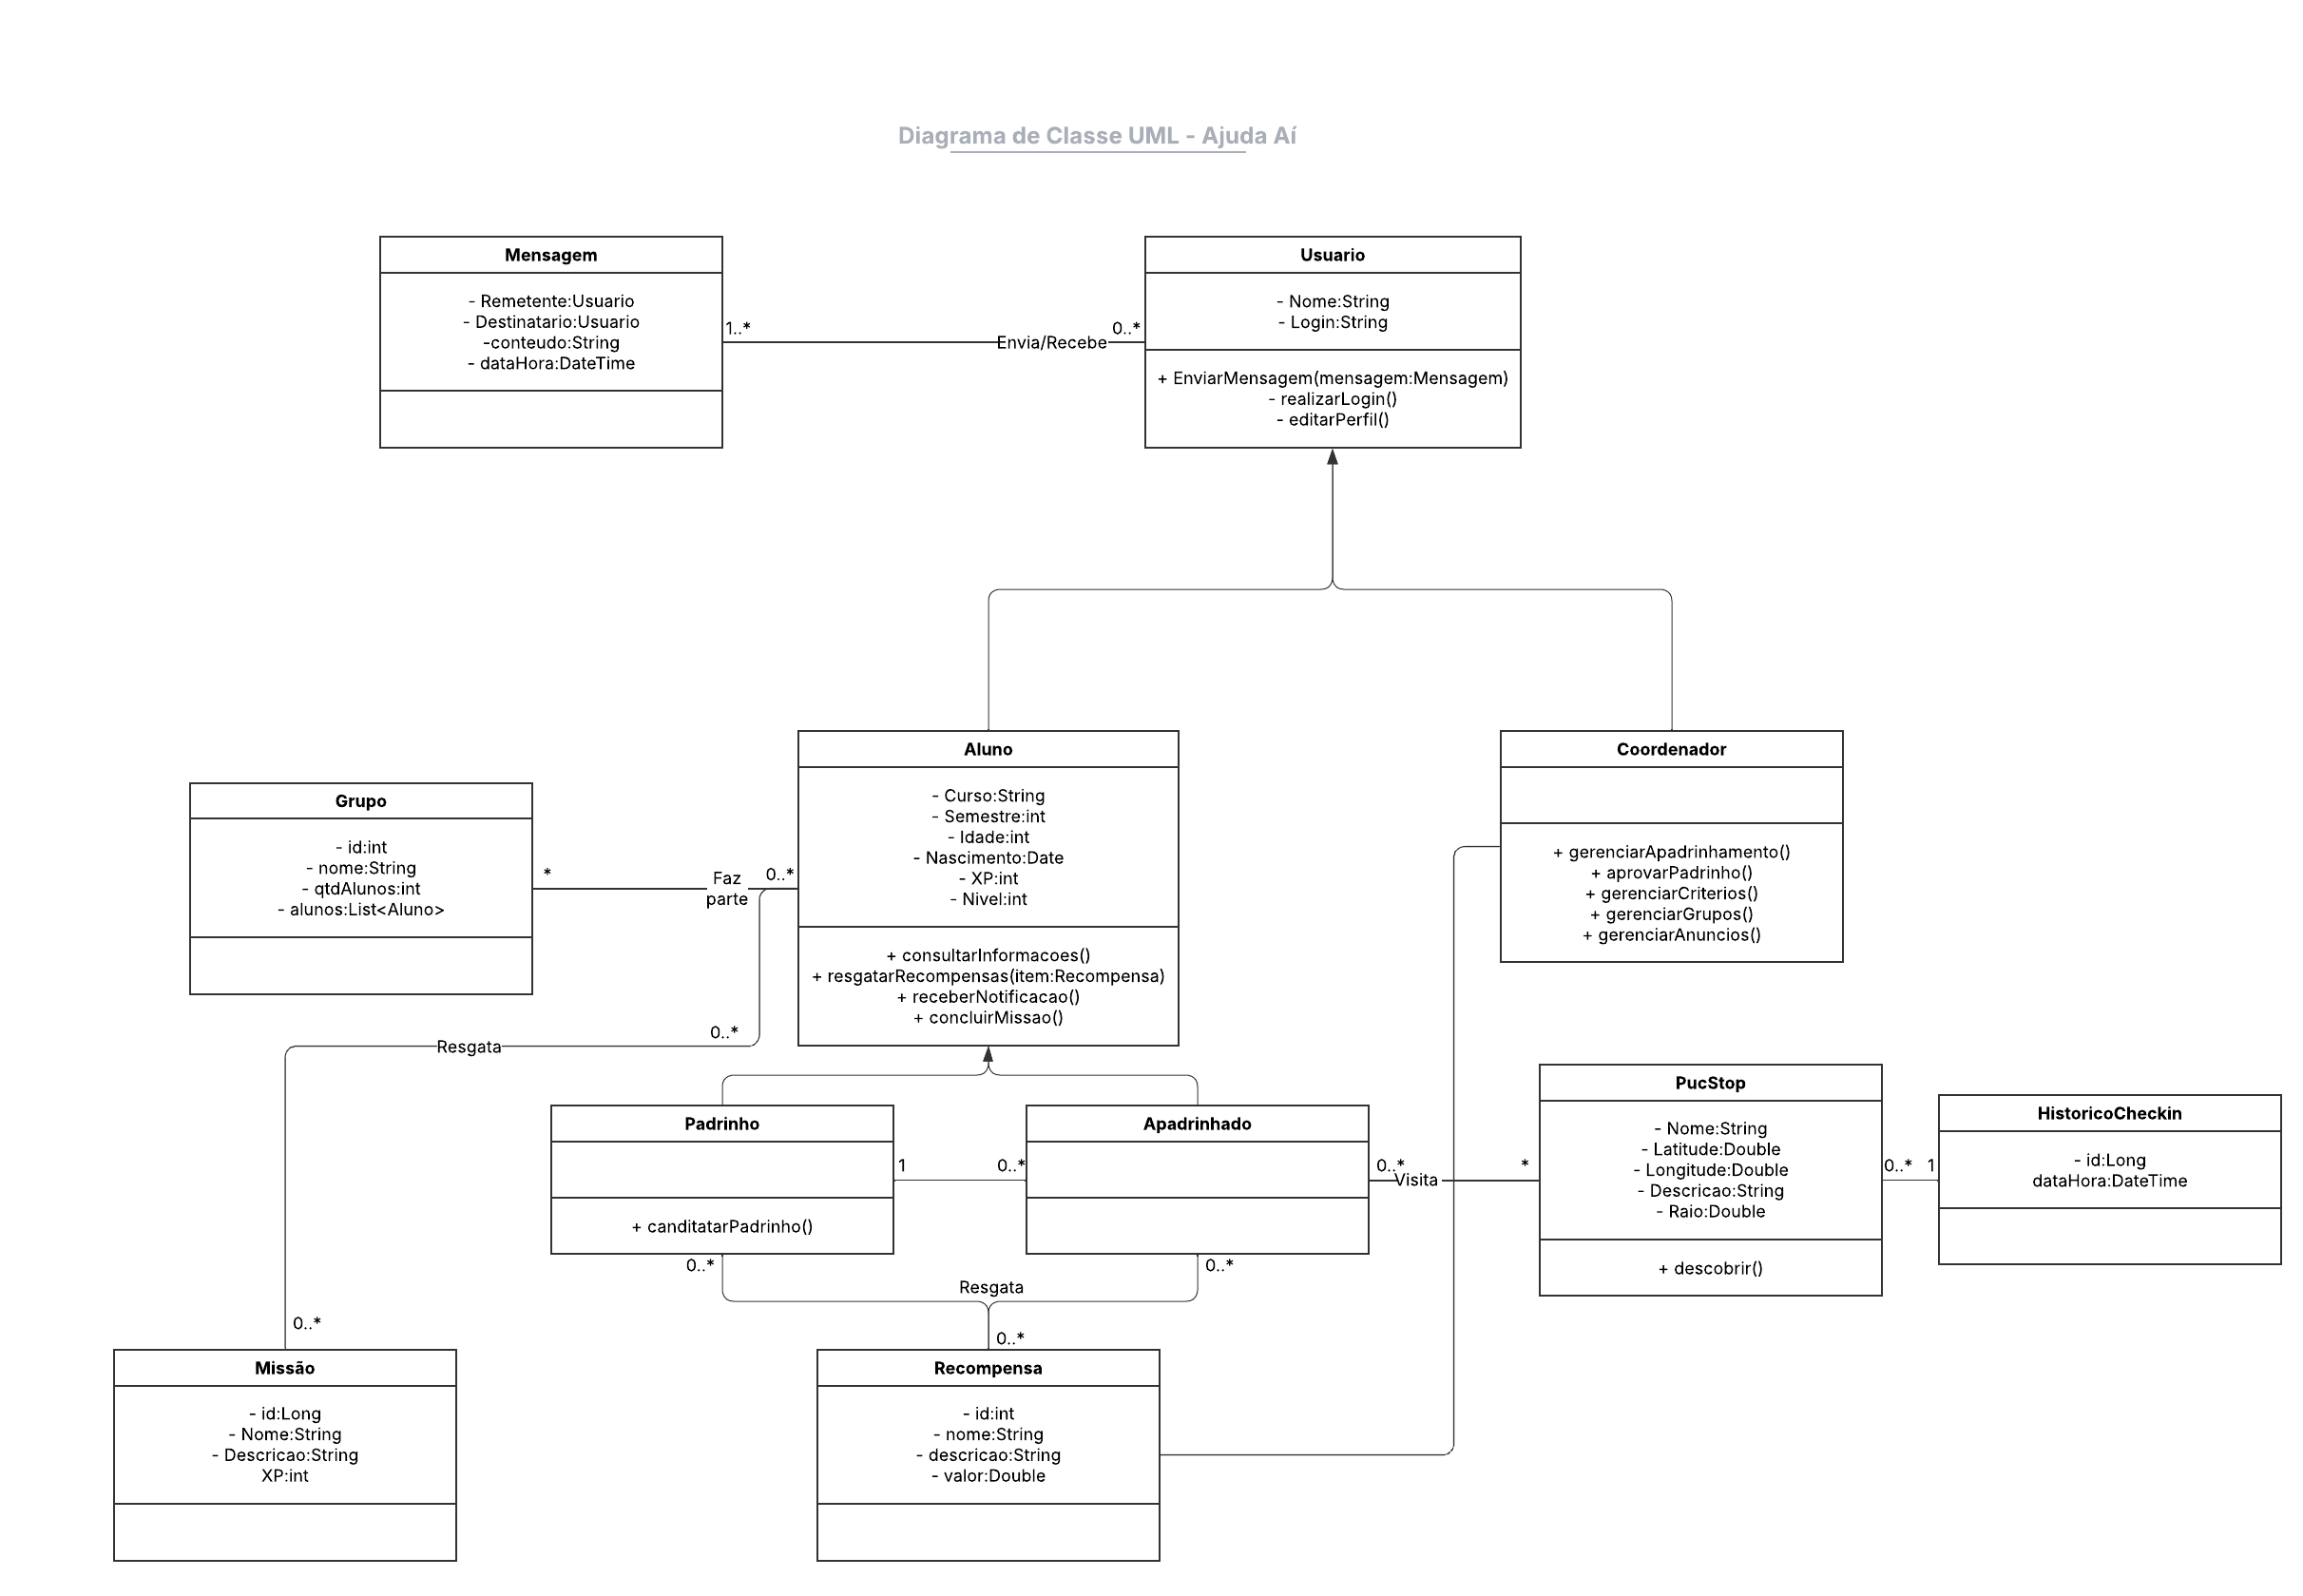 Diagrama de Classe UML - Ajuda Aí
Mensagem
- Remetente:Usuario
- Destinatario:Usuario
-conteudo:String
- dataHora:DateTime
1..*
Envia/Recebe
0..*
Usuario
- Nome:String
- Login:String
+ EnviarMensagem(mensagem:Mensagem)
- realizarLogin()
- editarPerfil()
Grupo
- id:int
- nome:String
- qtdAlunos:int
- alunos:List<Aluno>
*
Faz
parte
0..*
Aluno
- Curso:String
- Semestre:int
- Idade:int
- Nascimento:Date
- XP:int
- Nivel:int
+ consultarInformacoes()
+ resgatarRecompensas(item:Recompensa)
+ receberNotificacao()
+ concluirMissao()
Coordenador
+ gerenciarApadrinhamento()
+ aprovarPadrinho()
+ gerenciarCriterios()
+ gerenciarGrupos()
+ gerenciarAnuncios()
0..*
Resgata
0..*
Padrinho
+ canditatarPadrinho()
1
0..*
Apadrinhado
0..*
Visita
*
PucStop
- Nome:String
- Latitude:Double
- Longitude:Double
- Descricao:String
- Raio:Double
+ descobrir()
0..*
1
HistoricoCheckin
- id:Long
dataHora:DateTime
0..*
0..*
Resgata
0..*
Missão
- id:Long
- Nome:String
- Descricao:String
XP:int
Recompensa
- id:int
- nome:String
- descricao:String
- valor:Double